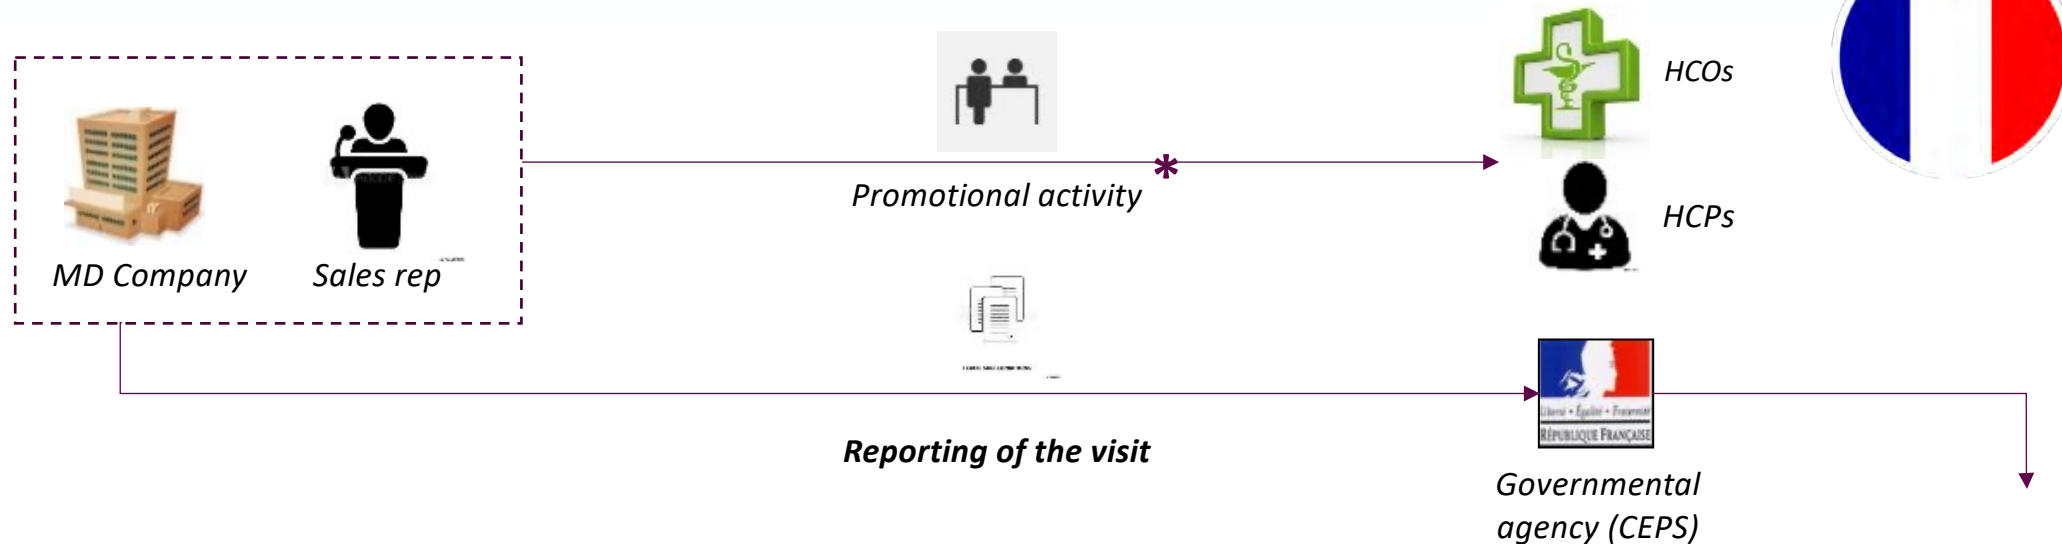 HCOs
Promotional activity
*
HCPs
MD Company
Sales rep
Liberté • Égalité • Fraternité
RÉPUBLIQUE FRANÇAISE
Reporting of the visit
Governmental
agency (CEPS)